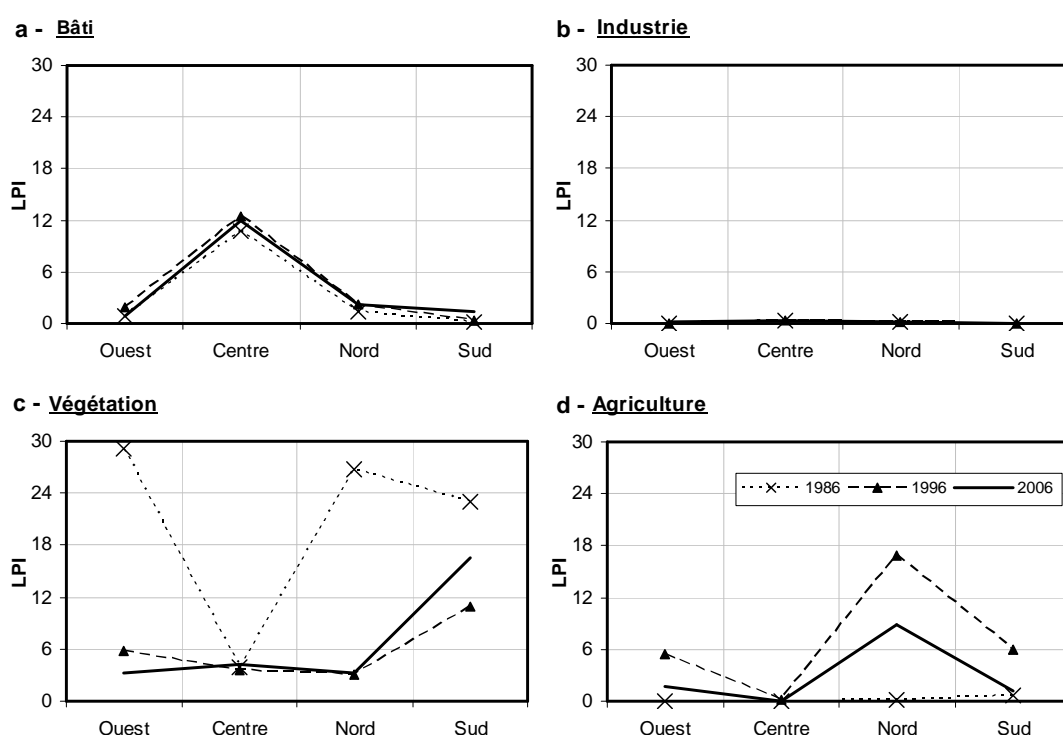 a - Bâti
30
24
18
12
6
0
LPI
Ouest Centre Nord Sud
b - Industrie
30
24
18
12
6
0
LPI
Ouest Centre Nord Sud
c - Végétation
30
24
18
12
6
0
LPI
Ouest Centre Nord Sud
d - Agriculture
30
24
18
12
6
0
LPI
1986 1996 2006
Ouest Centre Nord Sud